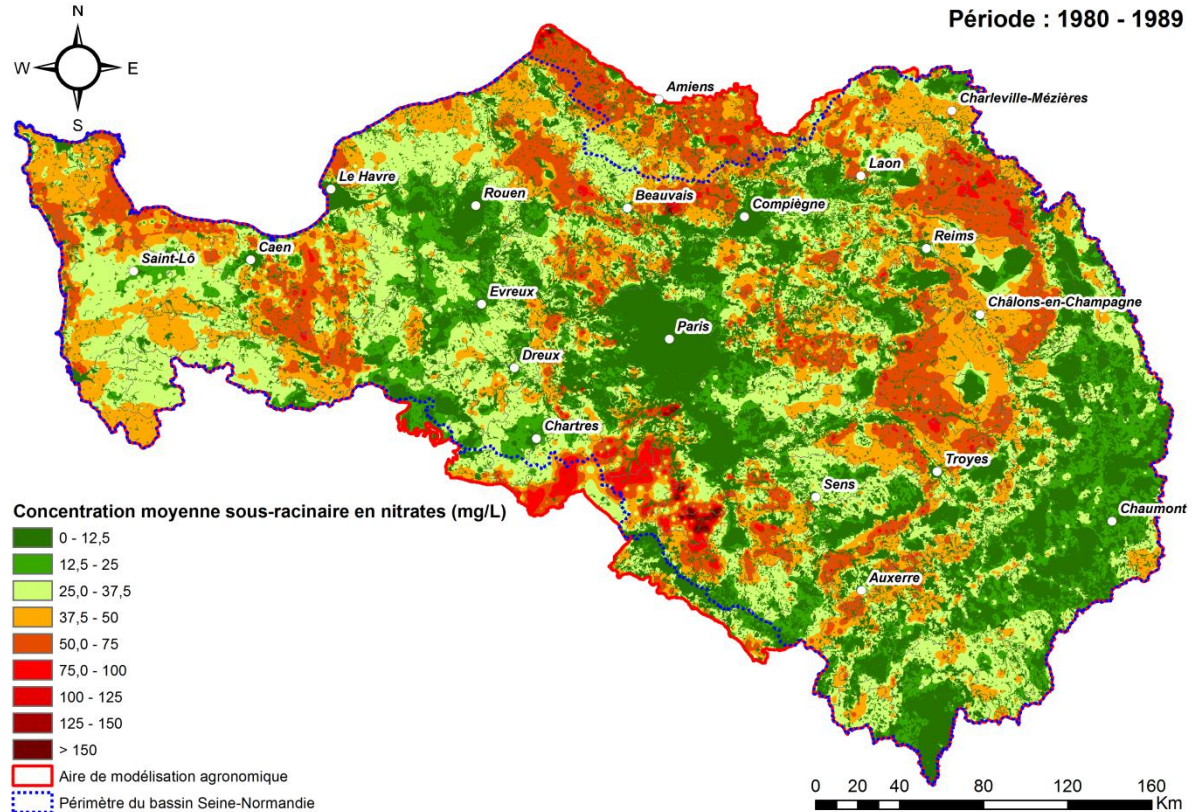 Période : 1980 - 1989
N
W E
S
Amiens
Charleville-Mézières
Laon
Le Havre
Rouen
Beauvais
Compiègne
Reims
Caen
Saint-Lô
Evreux
Châlons-en-Champagne
Paris
Dreux
Chartres
Troyes
Sens
Chaumont
Auxerre
Concentration moyenne sous-racinaire en nitrates (mg/L)
0 - 12,5
12,5 - 25
25,0 - 37,5
37,5 - 50
50,0 - 75
75,0 - 100
100 - 125
125 - 150
> 150
Aire de modélisation agronomique
Périmètre du bassin Seine-Normandie
0 20 40 80 120 160
Km